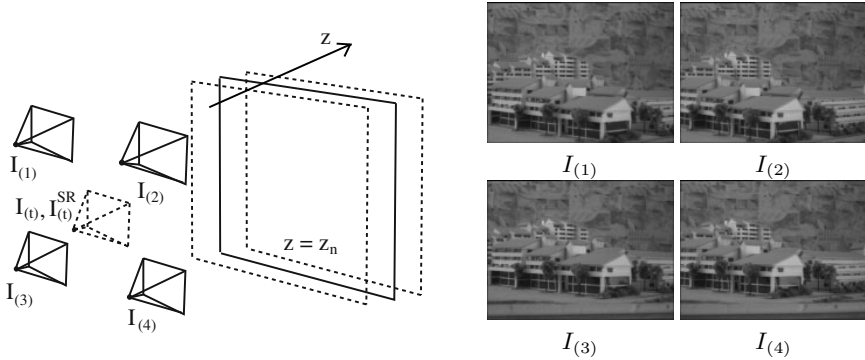 z
I(1)
I(2)
I(t), I(t)^SR
z = zn
I(3)
I(4)
I(1)
I(2)
I(3)
I(4)